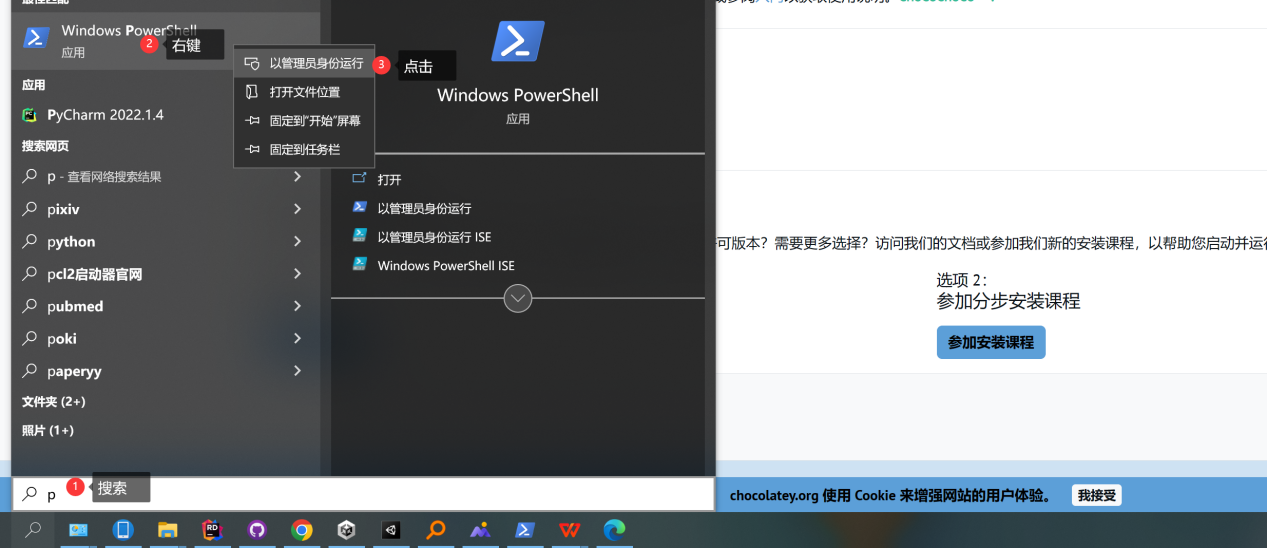 Windows PowerShell
应用
2 右键
以管理员身份运行
3 点击
打开文件位置
固定到"开始"屏幕
固定到任务栏
应用
PyCharm 2022.1.4
搜索网页
p - 查看网络搜索结果
pixiv
python
pcl2启动器官网
pubmed
poki
paperyy
文件夹 (2+)
照片 (1+)
p
1 搜索
Windows PowerShell
应用
打开
以管理员身份运行
以管理员身份运行 ISE
Windows PowerShell ISE
可版本？需要更多选择？访问我们的文档或参加我们新的安装课程，以帮助您启动并运行
选项 2：
参加分步安装课程
参加安装课程
chocolatey.org 使用 Cookie 来增强网站的用户体验。
我接受
RD